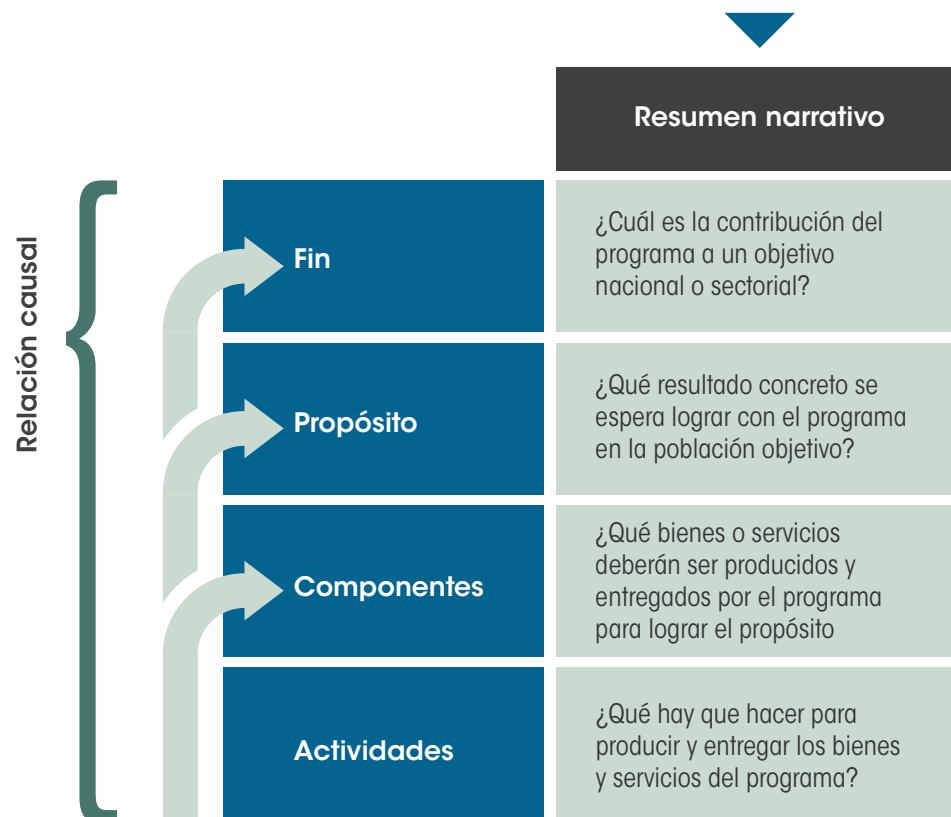 Resumen narrativo
Relación causal
Fin
¿Cuál es la contribución del
programa a un objetivo
nacional o sectorial?
Propósito
¿Qué resultado concreto se
espera lograr con el programa
en la población objetivo?
Componentes
¿Qué bienes o servicios
deberán ser producidos y
entregados por el programa
para lograr el propósito
Actividades
¿Qué hay que hacer para
producir y entregar los bienes
y servicios del programa?